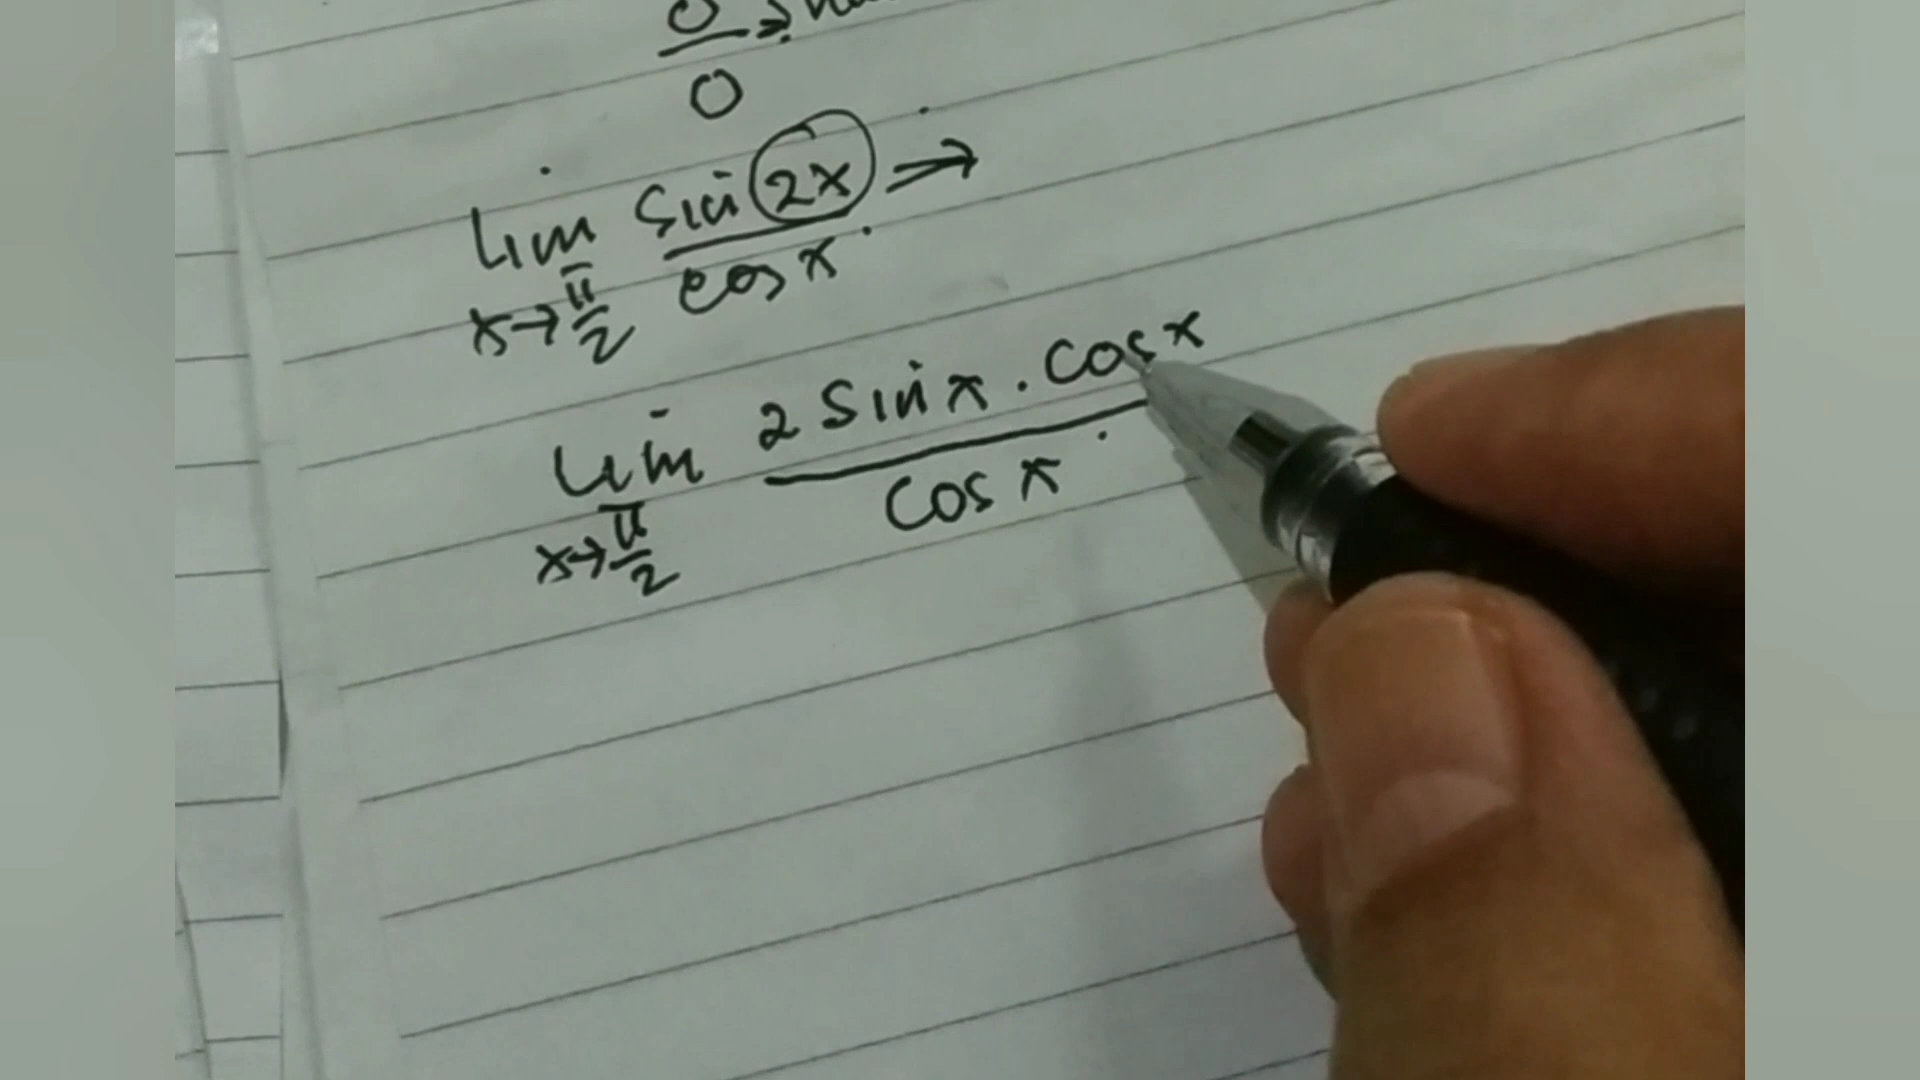 0/0 →
lim x→π/2 sin 2x / cos x →
lim x→π/2 2 sin x . cos x / cos x